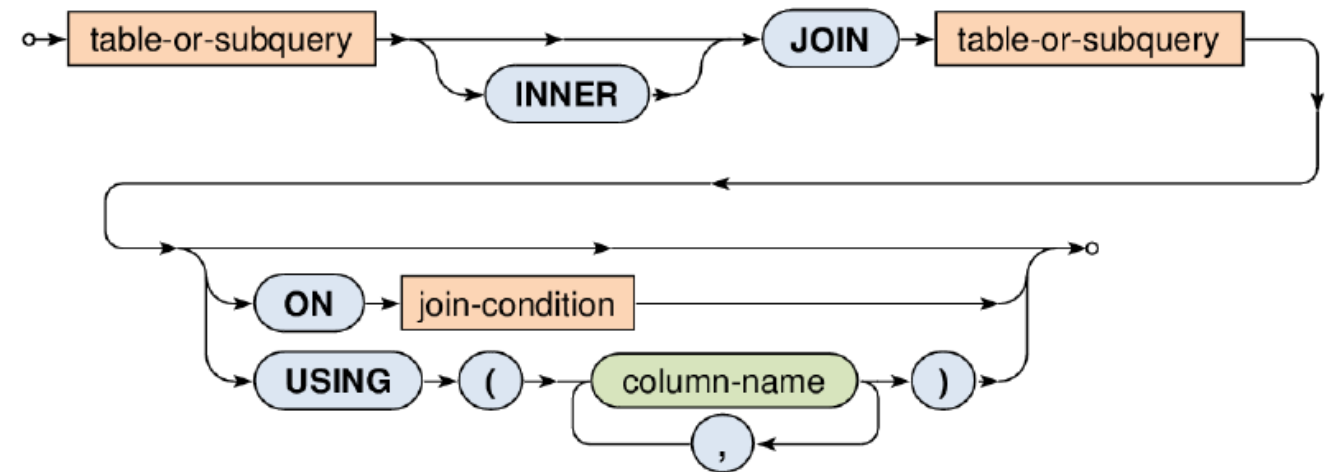 table-or-subquery JOIN table-or-subquery
INNER
ON join-condition
USING ( column-name )
,